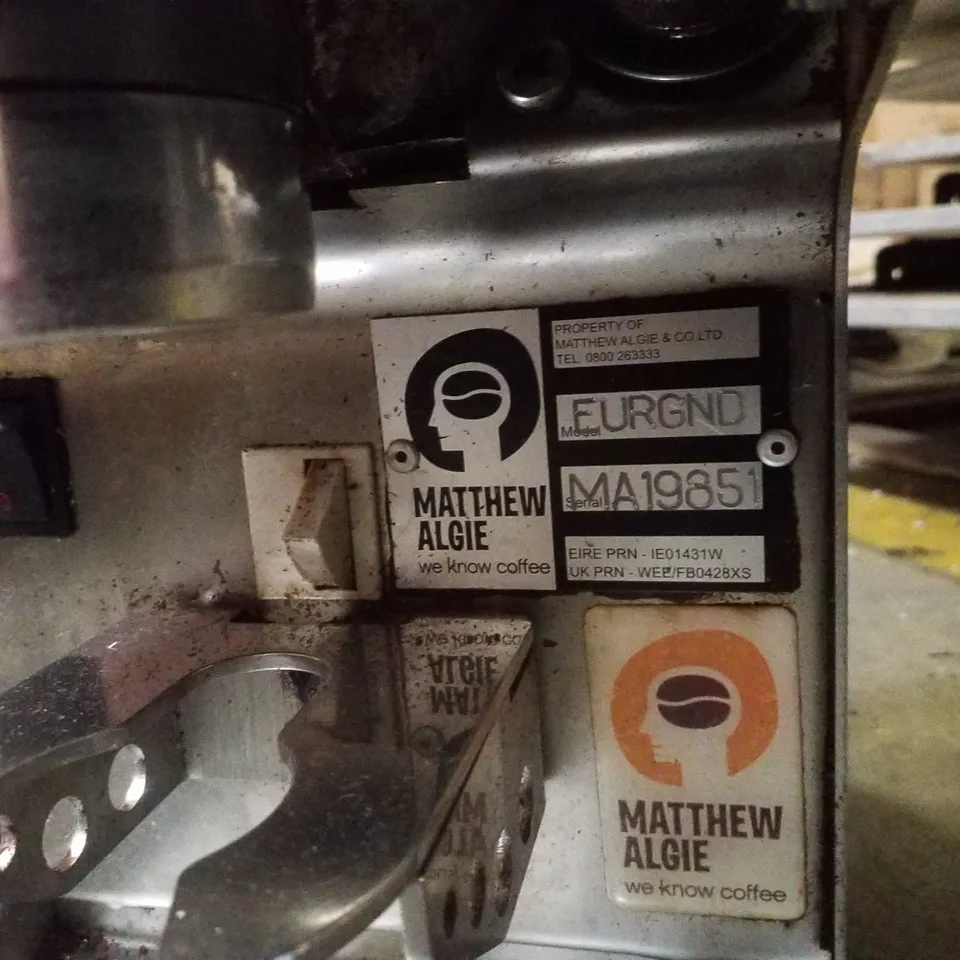 MATTHEW
ALGIE
we know coffee
PROPERTY OF
MATTHEW ALGIE & CO LTD
TEL. 0800 263333
Model EURGND
Serial MA19851
EIRE PRN - IE01431W
UK PRN - WEE/FB0428XS
MATTHEW
ALGIE
we know coffee